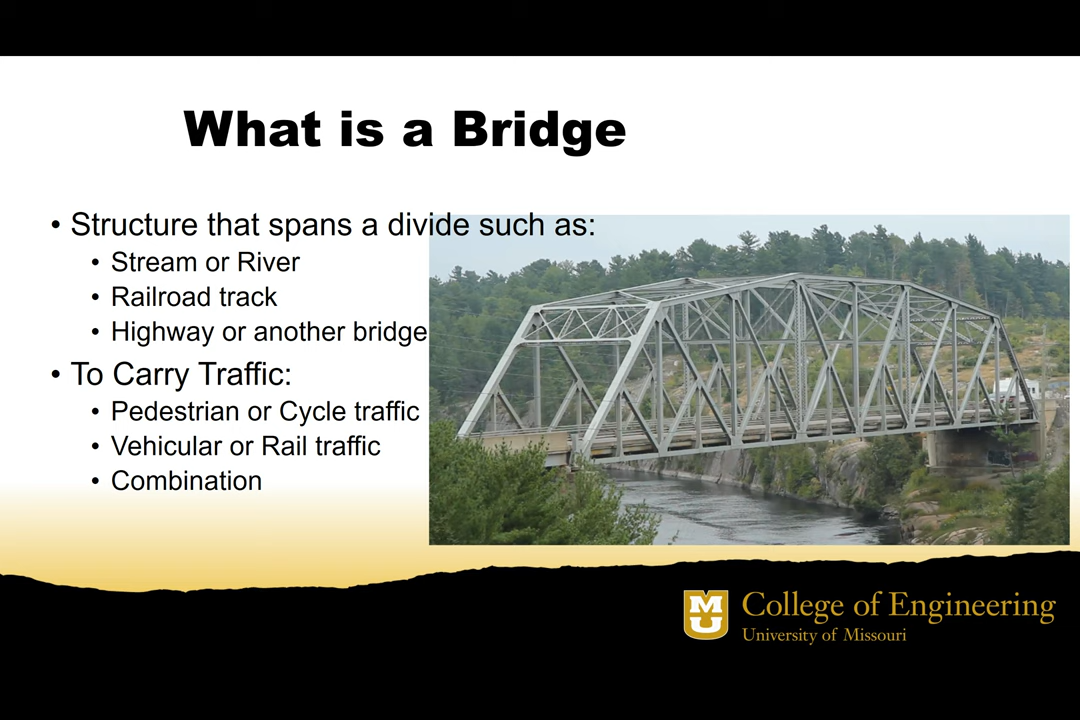 What is a Bridge
• Structure that spans a divide such as:
• Stream or River
• Railroad track
• Highway or another bridge
• To Carry Traffic:
• Pedestrian or Cycle traffic
• Vehicular or Rail traffic
• Combination
MU
College of Engineering
University of Missouri